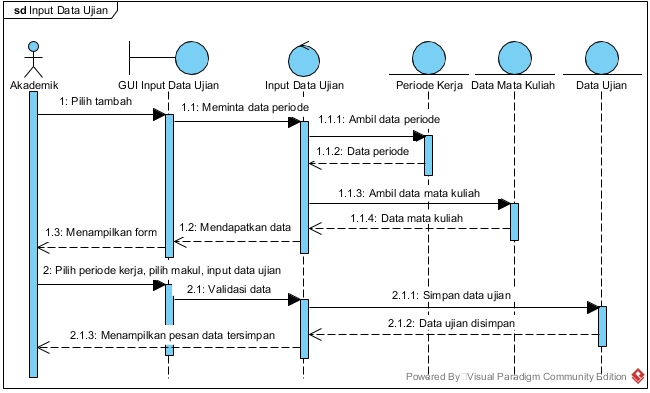 sd Input Data Ujian
Akademik
GUI Input Data Ujian
Input Data Ujian
Periode Kerja
Data Mata Kuliah
Data Ujian
1: Pilih tambah
1.1: Meminta data periode
1.1.1: Ambil data periode
1.1.2: Data periode
1.1.3: Ambil data mata kuliah
1.1.4: Data mata kuliah
1.2: Mendapatkan data
1.3: Menampilkan form
2: Pilih periode kerja, pilih makul, input data ujian
2.1: Validasi data
2.1.1: Simpan data ujian
2.1.2: Data ujian disimpan
2.1.3: Menampilkan pesan data tersimpan
Powered By Visual Paradigm Community Edition